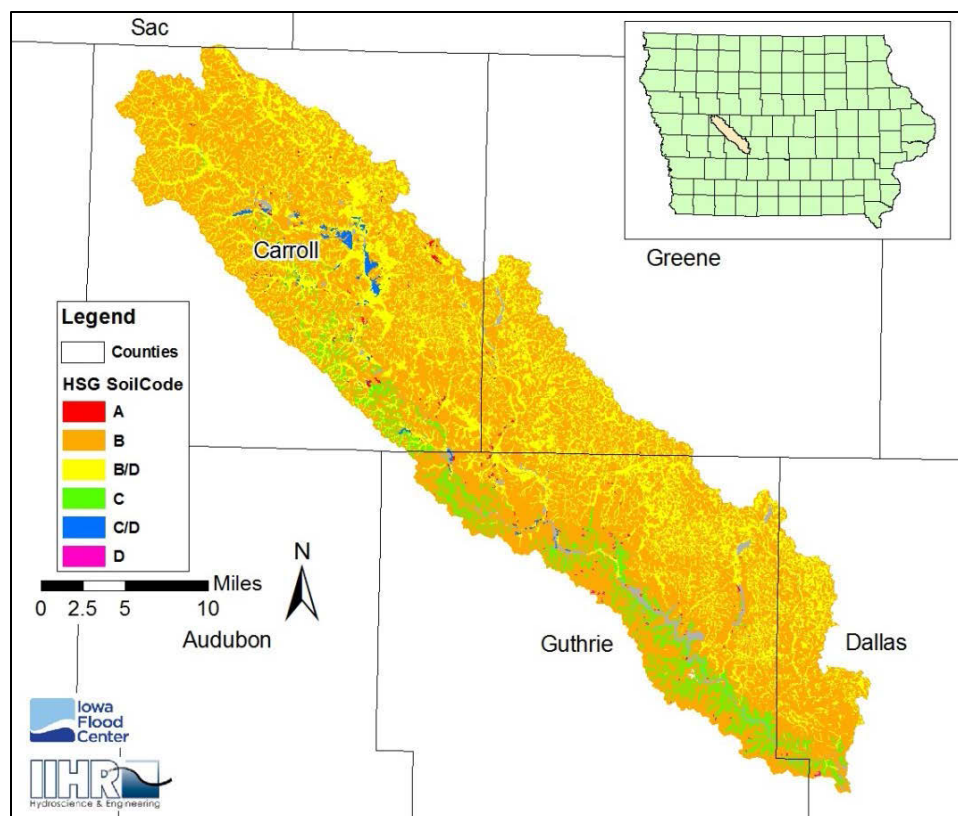 Sac
Carroll
Greene
Legend
Counties
HSG SoilCode
A
B
B/D
C
C/D
D
N
Miles
0 2.5 5 10
Audubon
Guthrie
Dallas
Iowa
Flood
Center
IIHR
Hydroscience & Engineering